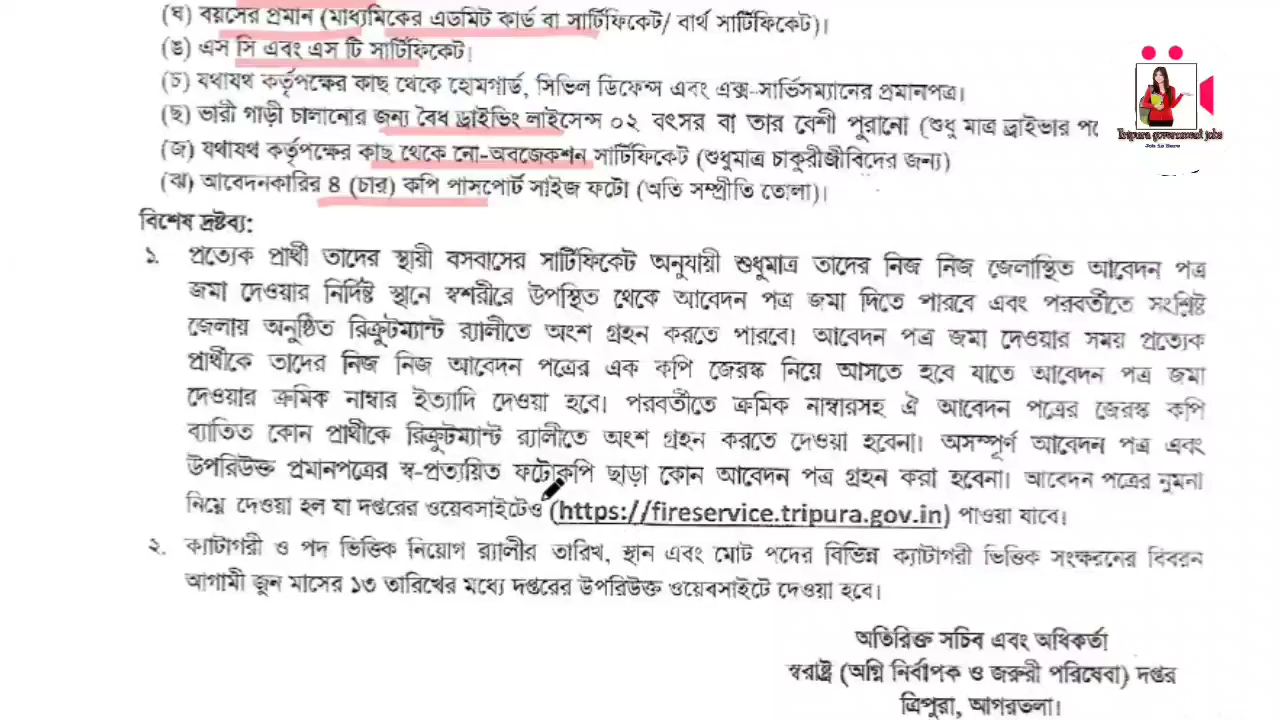 (ঘ) বয়সের প্রমান (মাধ্যমিকের এডমিট কার্ড বা সার্টিফিকেট/ বার্থ সার্টিফিকেট)।
(ঙ) এস সি এবং এস টি সার্টিফিকেট।
(চ) যথাযথ কর্তৃপক্ষের কাছ থেকে হোমগার্ড, সিভিল ডিফেন্স এবং এক্স-সার্ভিসম্যানের প্রমানপত্র।
(ছ) ভারী গাড়ী চালানোর জন্য বৈধ ড্রাইভিং লাইসেন্স ০২ বৎসর বা তার বেশী পুরানো (শুধু মাত্র ড্রাইভার পদে
(জ) যথাযথ কর্তৃপক্ষের কাছ থেকে নো-অবজেকশন সার্টিফিকেট (শুধুমাত্র চাকুরীজীবিদের জন্য)
(ঝ) আবেদনকারির ৪ (চার) কপি পাসপোর্ট সাইজ ফটো (অতি সম্প্রীতি তোলা)।
Tripura government jobs
Job is Here
বিশেষ দ্রষ্টব্য:
১. প্রত্যেক প্রার্থী তাদের স্থায়ী বসবাসের সার্টিফিকেট অনুযায়ী শুধুমাত্র তাদের নিজ নিজ জেলাস্থিত আবেদন পত্র
জমা দেওয়ার নির্দিষ্ট স্থানে স্বশরীরে উপস্থিত থেকে আবেদন পত্র জমা দিতে পারবে এবং পরবর্তীতে সংশ্লিষ্ট
জেলায় অনুষ্ঠিত রিক্রুটম্যান্ট র‍্যালীতে অংশ গ্রহন করতে পারবে। আবেদন পত্র জমা দেওয়ার সময় প্রত্যেক
প্রার্থীকে তাদের নিজ নিজ আবেদন পত্রের এক কপি জেরক্স নিয়ে আসতে হবে যাতে আবেদন পত্র জমা
দেওয়ার ক্রমিক নাম্বার ইত্যাদি দেওয়া হবে। পরবর্তীতে ক্রমিক নাম্বারসহ ঐ আবেদন পত্রের জেরক্স কপি
ব্যাতিত কোন প্রার্থীকে রিক্রুটম্যান্ট র‍্যালীতে অংশ গ্রহন করতে দেওয়া হবেনা। অসম্পূর্ণ আবেদন পত্র এবং
উপরিউক্ত প্রমানপত্রের স্ব-প্রত্যায়িত ফটোকপি ছাড়া কোন আবেদন পত্র গ্রহন করা হবেনা। আবেদন পত্রের নুমনা
নিম্নে দেওয়া হল যা দপ্তরের ওয়েবসাইটেও (https://fireservice.tripura.gov.in) পাওয়া যাবে।
২. ক্যাটাগরী ও পদ ভিত্তিক নিয়োগ র‍্যালীর তারিখ, স্থান এবং মোট পদের বিভিন্ন ক্যাটাগরী ভিত্তিক সংক্ষরনের বিবরন
আগামী জুন মাসের ১৩ তারিখের মধ্যে দপ্তরের উপরিউক্ত ওয়েবসাইটে দেওয়া হবে।
অতিরিক্ত সচিব এবং অধিকর্তা
স্বরাষ্ট্র (অগ্নি নির্বাপক ও জরুরী পরিষেবা) দপ্তর
ত্রিপুরা, আগরতলা।